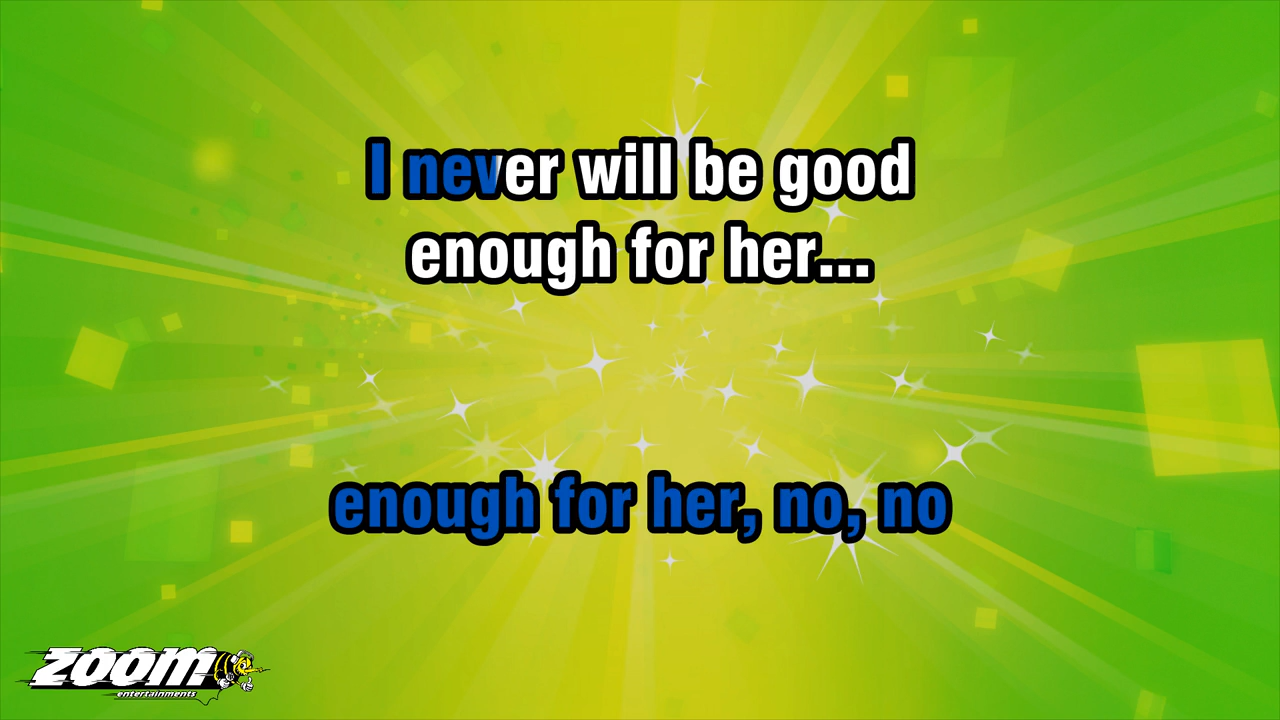 I never will be good
enough for her...
enough for her, no, no
zoom
entertainments